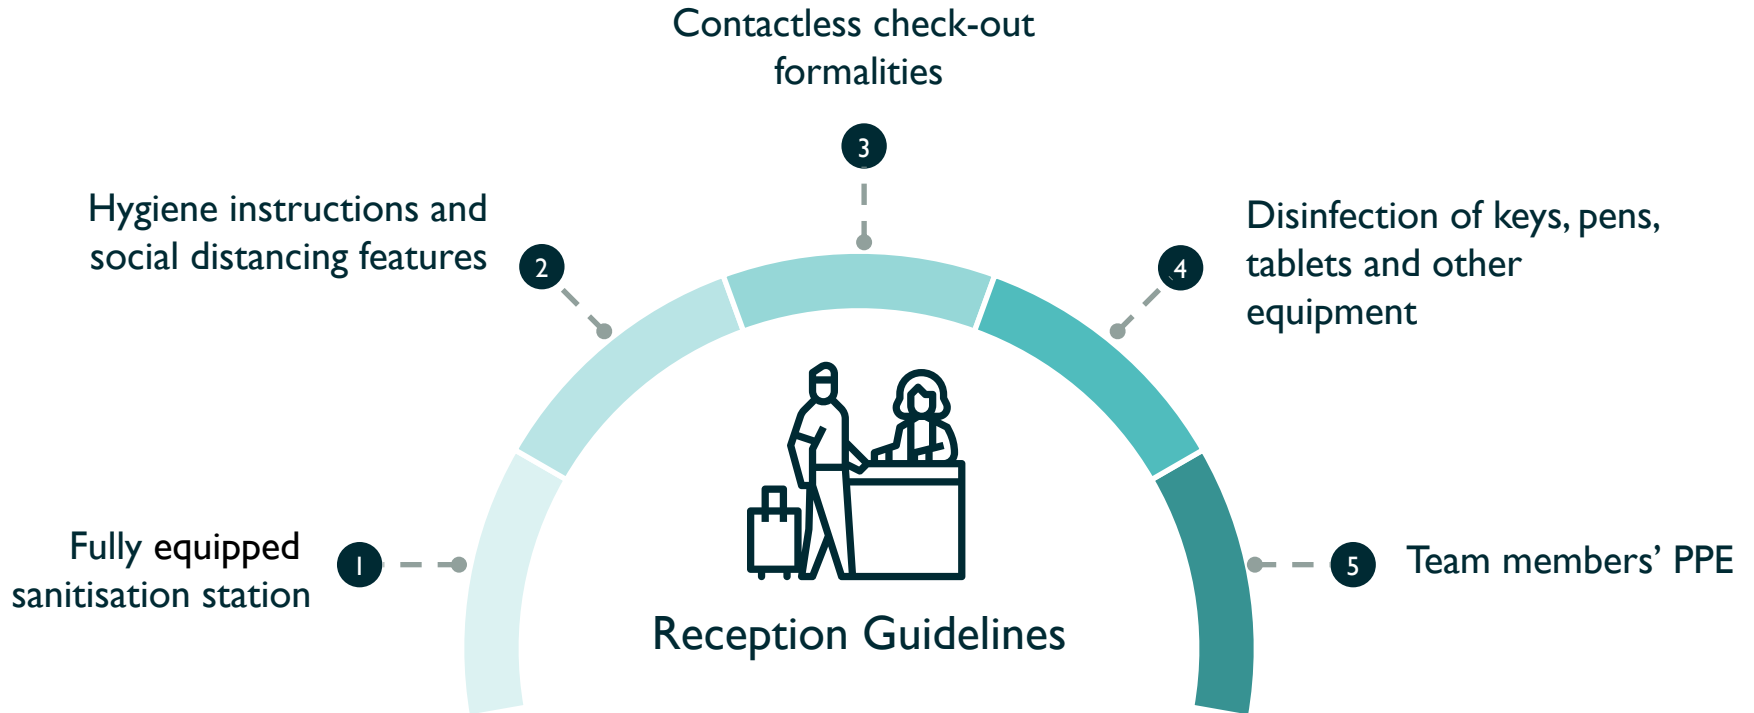 Contactless check-out
formalities
3
Hygiene instructions and
social distancing features
2
Disinfection of keys, pens,
tablets and other
equipment
4
Fully equipped
sanitisation station
1
5
Team members’ PPE
Reception Guidelines